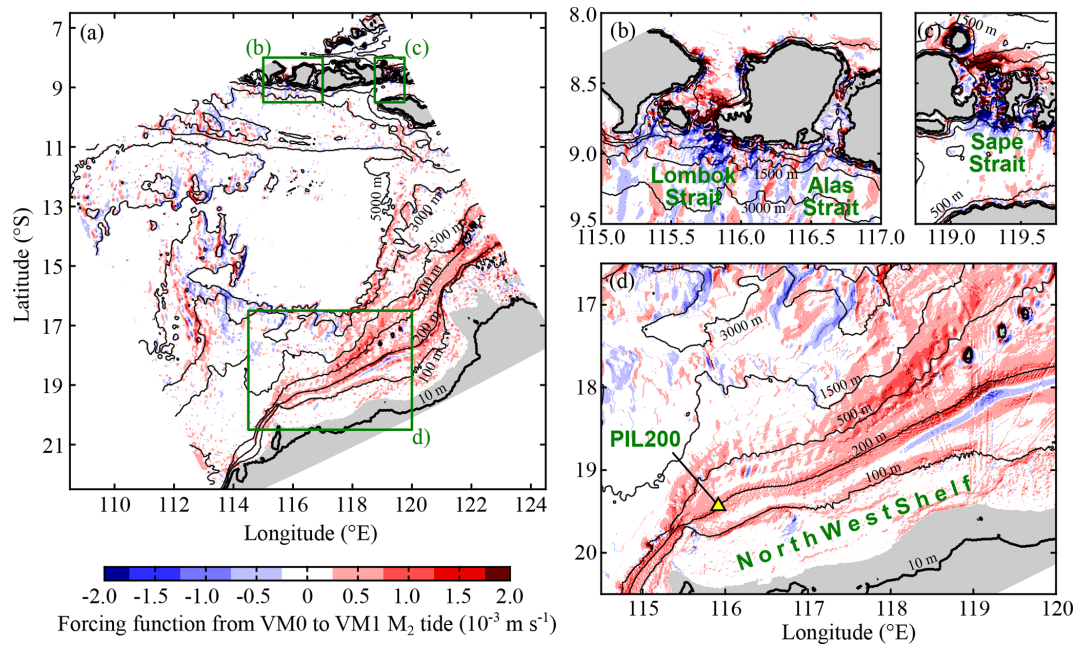 (a)
(b)
(c)
7
9
11
13
15
17
19
21
Latitude (°S)
5000 m
3000 m
500 m
200 m
100 m
100 m
10 m
d)
110
112
114
116
118
120
122
124
Longitude (°E)
-2.0
-1.5
-1.0
-0.5
0
0.5
1.0
1.5
2.0
Forcing function from VM0 to VM1 M₂ tide (10⁻³ m s⁻¹)
(b)
8.0
8.5
9.0
9.5
Lombok
Strait
Alas
Strait
1500 m
3000 m
115.0
115.5
116.0
116.5
117.0
(c)
500 m
Sape
Strait
500 m
119.0
119.5
(d)
17
18
19
20
3000 m
1500 m
500 m
200 m
100 m
PIL200
NorthWestShelf
10 m
115
116
117
118
119
120
Longitude (°E)